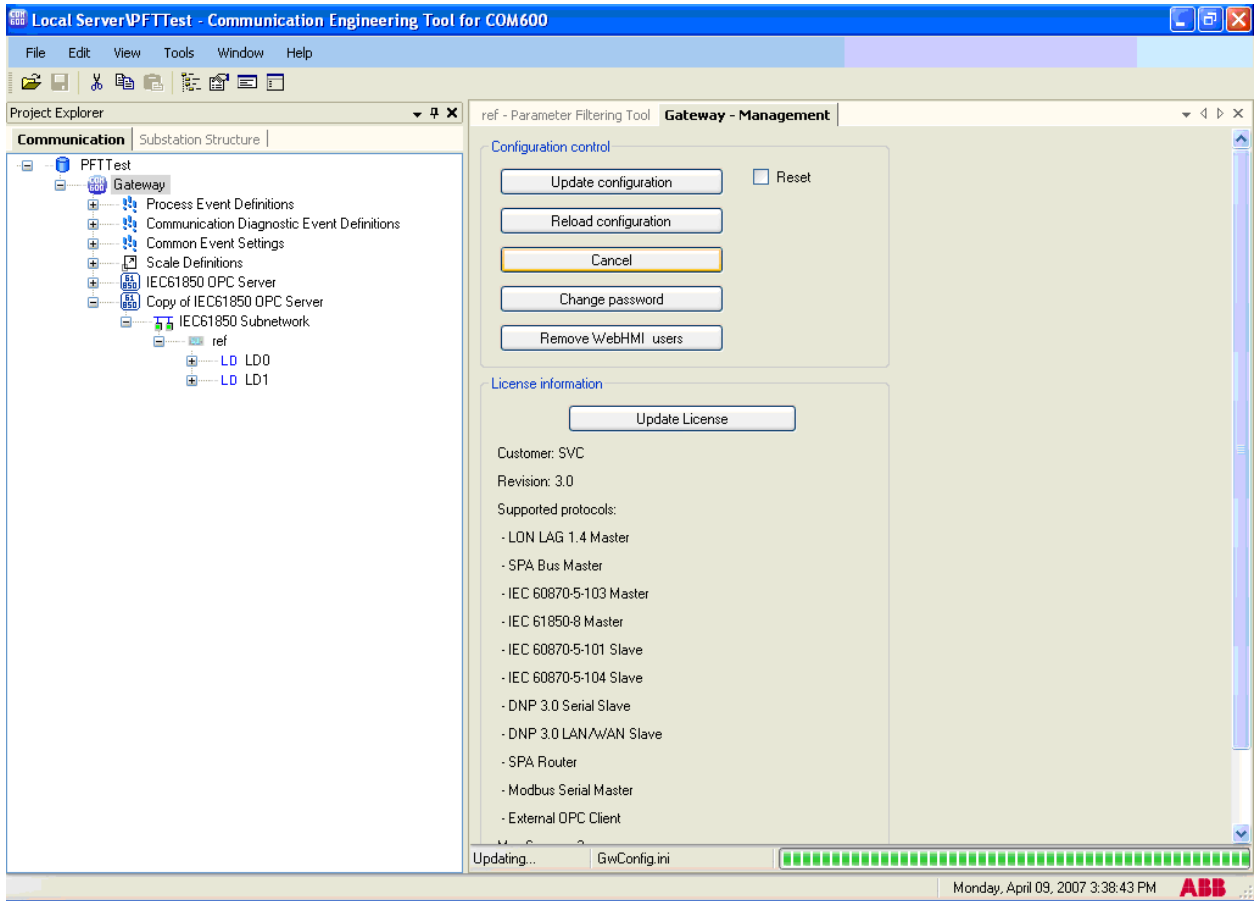 Local Server\PFTTest - Communication Engineering Tool for COM600
File Edit View Tools Window Help
Project Explorer
Communication Substation Structure
PFTTest
Gateway
Process Event Definitions
Communication Diagnostic Event Definitions
Common Event Settings
Scale Definitions
IEC61850 OPC Server
Copy of IEC61850 OPC Server
IEC61850 Subnetwork
ref
LD LD0
LD LD1
ref - Parameter Filtering Tool Gateway - Management
Configuration control
Update configuration Reset
Reload configuration
Cancel
Change password
Remove WebHMI users
License information
Update License
Customer: SVC
Revision: 3.0
Supported protocols:
- LON LAG 1.4 Master
- SPA Bus Master
- IEC 60870-5-103 Master
- IEC 61850-8 Master
- IEC 60870-5-101 Slave
- IEC 60870-5-104 Slave
- DNP 3.0 Serial Slave
- DNP 3.0 LAN/WAN Slave
- SPA Router
- Modbus Serial Master
- External OPC Client
Updating... GwConfig.ini
Monday, April 09, 2007 3:38:43 PM ABB